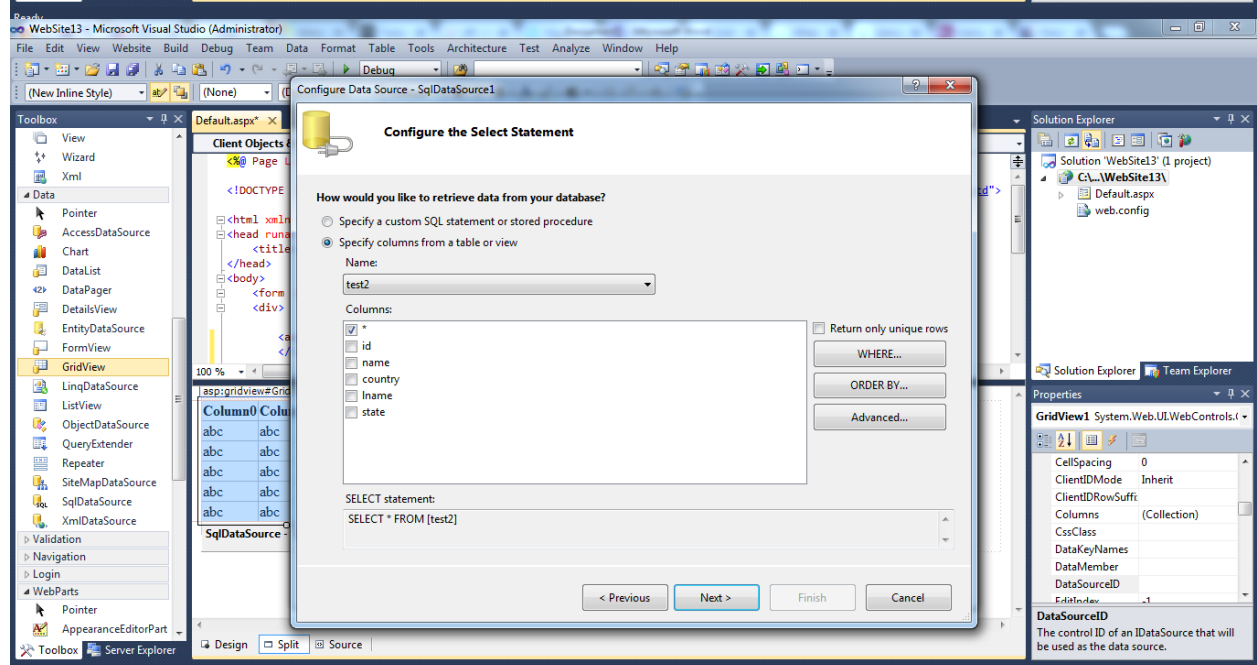 Ready
WebSite13 - Microsoft Visual Studio (Administrator)
File Edit View Website Build Debug Team Data Format Table Tools Architecture Test Analyze Window Help
Debug
(New Inline Style) (None)
Configure Data Source - SqlDataSource1
Configure the Select Statement
How would you like to retrieve data from your database?
Specify a custom SQL statement or stored procedure
Specify columns from a table or view
Name:
test2
Columns:
*
id
name
country
lname
state
Return only unique rows
WHERE...
ORDER BY...
Advanced...
SELECT statement:
SELECT * FROM [test2]
< Previous Next > Finish Cancel
Toolbox
View
Wizard
Xml
Data
Pointer
AccessDataSource
Chart
DataList
DataPager
DetailsView
EntityDataSource
FormView
GridView
LinqDataSource
ListView
ObjectDataSource
QueryExtender
Repeater
SiteMapDataSource
SqlDataSource
XmlDataSource
Validation
Navigation
Login
WebParts
Pointer
AppearanceEditorPart
Toolbox Server Explorer
Default.aspx*
Client Objects &
<%@ Page L
<!DOCTYPE
td">
<html xmln
<head runa
<title
</head>
<body>
<form
<div>
<a
</
100 %
asp:gridview#Grid
Column0 Colu
abc abc
abc abc
abc abc
abc abc
abc abc
SqlDataSource -
Design Split Source
Solution Explorer
Solution 'WebSite13' (1 project)
C:\...\WebSite13\
Default.aspx
web.config
Solution Explorer Team Explorer
Properties
GridView1 System.Web.UI.WebControls.(
CellSpacing 0
ClientIDMode Inherit
ClientIDRowSuffi
Columns (Collection)
CssClass
DataKeyNames
DataMember
DataSourceID
EditIndex -1
DataSourceID
The control ID of an IDataSource that will
be used as the data source.